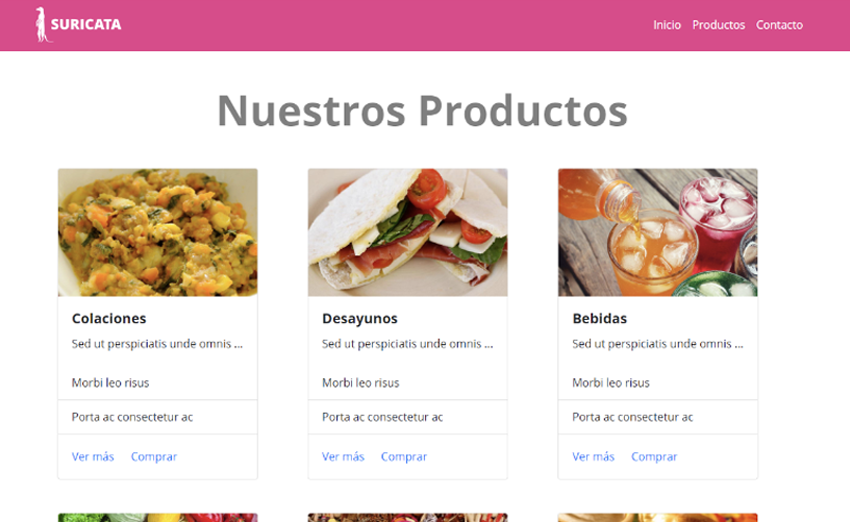 SURICATA
Inicio Productos Contacto
Nuestros Productos
Colaciones
Sed ut perspiciatis unde omnis ...
Morbi leo risus
Porta ac consectetur ac
Ver más Comprar
Desayunos
Sed ut perspiciatis unde omnis ...
Morbi leo risus
Porta ac consectetur ac
Ver más Comprar
Bebidas
Sed ut perspiciatis unde omnis ...
Morbi leo risus
Porta ac consectetur ac
Ver más Comprar